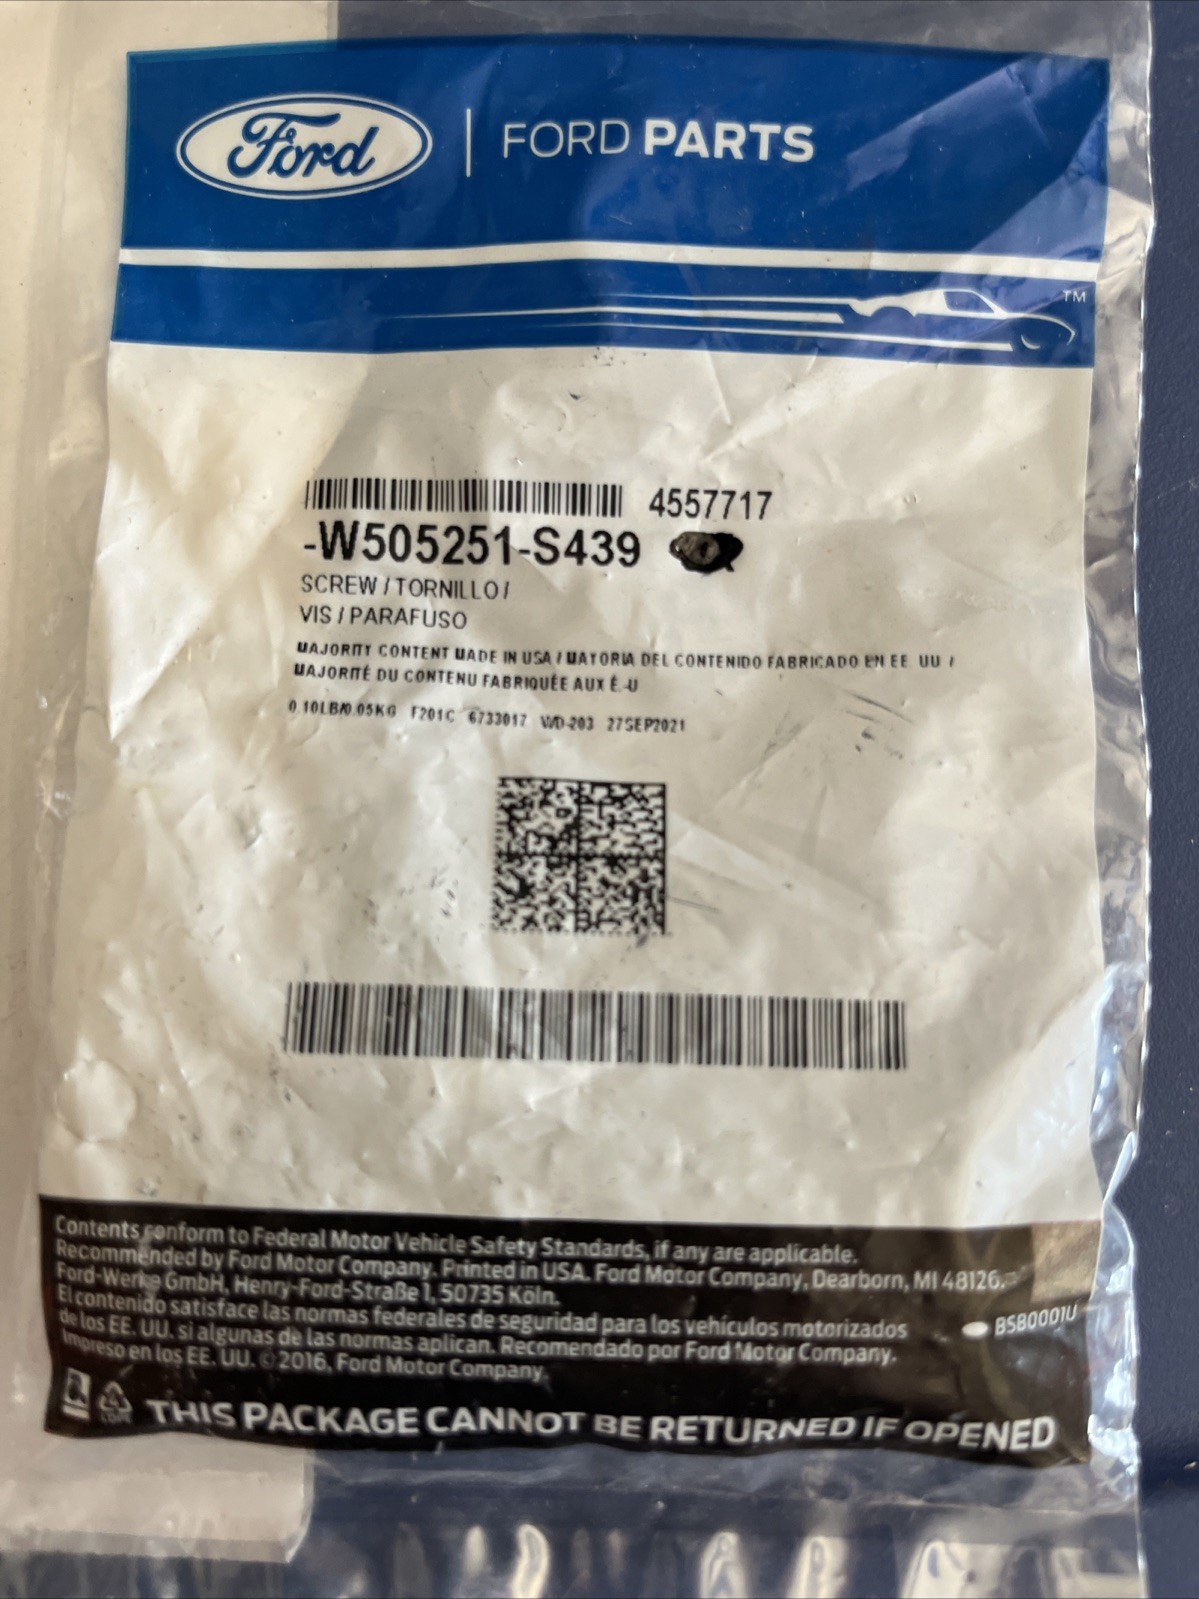 Ford
FORD PARTS
TM
4557717
-W505251-S439
SCREW / TORNILLO /
VIS / PARAFUSO
MAJORITY CONTENT MADE IN USA / MAYORIA DEL CONTENIDO FABRICADO EN EE. UU /
MAJORITÉ DU CONTENU FABRIQUÉE AUX É.-U
0.10LB/0.05KG F201C 6733017 WD-203 27SEP2021
Contents conform to Federal Motor Vehicle Safety Standards, if any are applicable.
Recommended by Ford Motor Company. Printed in USA. Ford Motor Company, Dearborn, MI 48126.
Ford-Werke GmbH, Henry-Ford-Straße 1, 50735 Köln.
El contenido satisface las normas federales de seguridad para los vehículos motorizados
de los EE. UU. si algunas de las normas aplican. Recomendado por Ford Motor Company.
Impreso en los EE. UU. © 2016, Ford Motor Company
BSB0001U
THIS PACKAGE CANNOT BE RETURNED IF OPENED